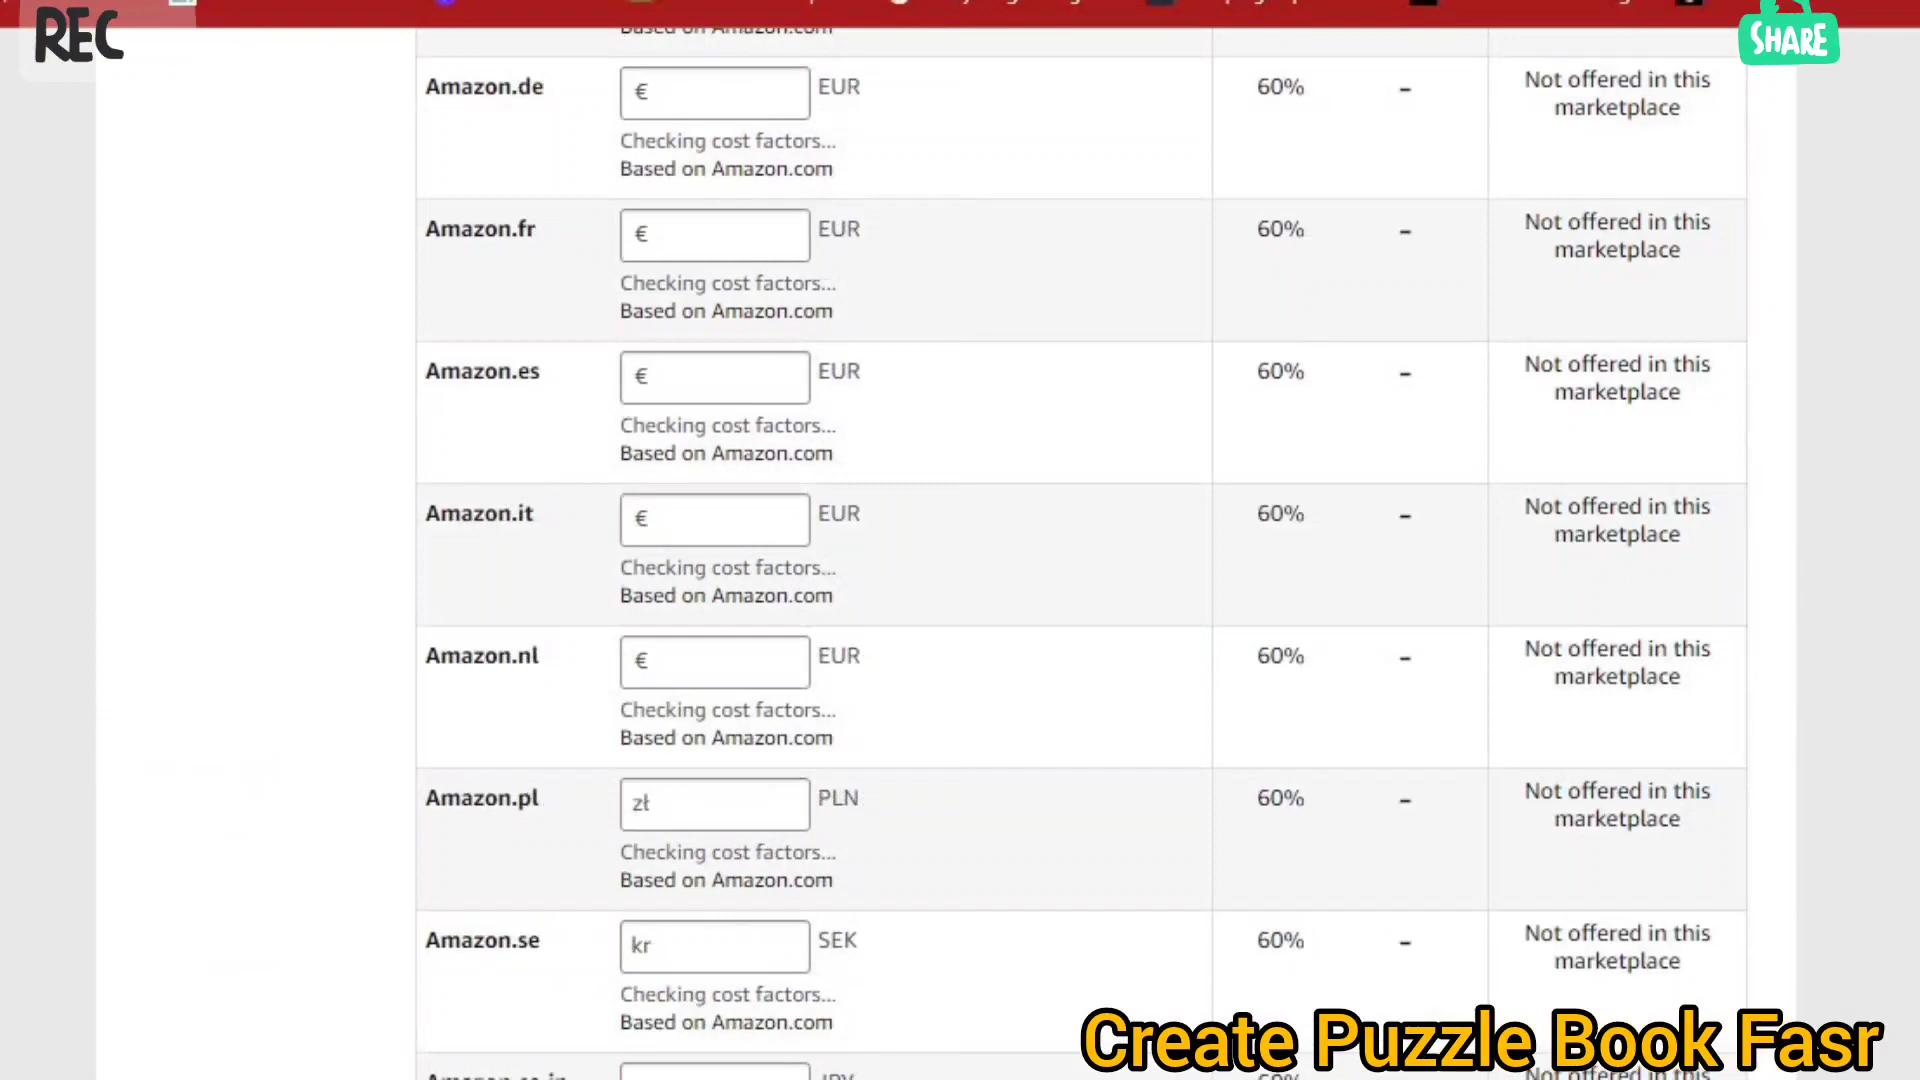 REC
SHARE
Based on Amazon.com
Amazon.de € EUR 60% - Not offered in this
marketplace
Checking cost factors...
Based on Amazon.com
Amazon.fr € EUR 60% - Not offered in this
marketplace
Checking cost factors...
Based on Amazon.com
Amazon.es € EUR 60% - Not offered in this
marketplace
Checking cost factors...
Based on Amazon.com
Amazon.it € EUR 60% - Not offered in this
marketplace
Checking cost factors...
Based on Amazon.com
Amazon.nl € EUR 60% - Not offered in this
marketplace
Checking cost factors...
Based on Amazon.com
Amazon.pl zł PLN 60% - Not offered in this
marketplace
Checking cost factors...
Based on Amazon.com
Amazon.se kr SEK 60% - Not offered in this
marketplace
Checking cost factors...
Based on Amazon.com
Create Puzzle Book Fasr